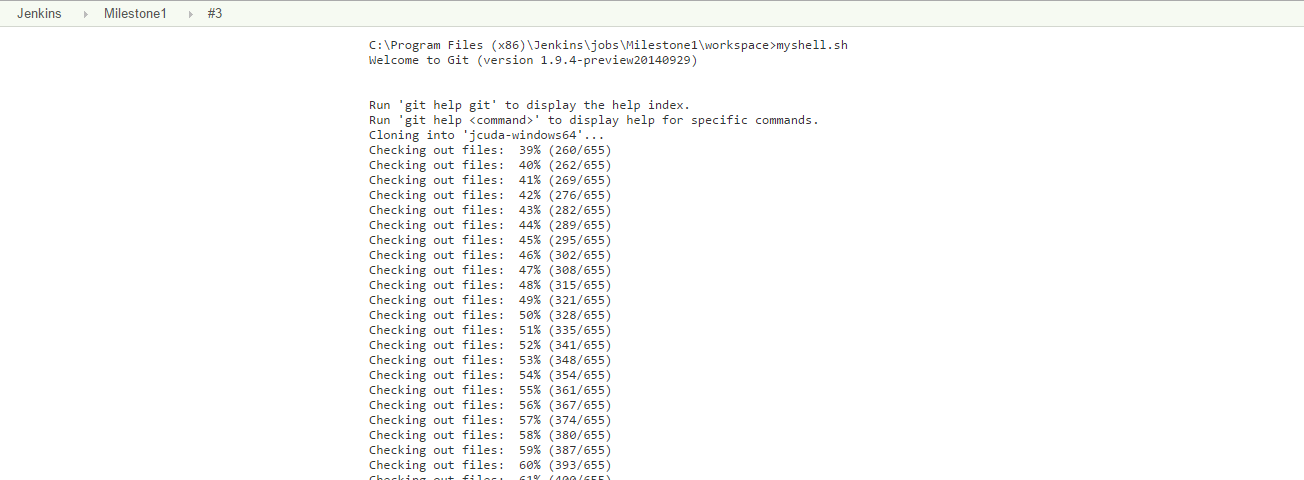 Jenkins Milestone1 #3
C:\Program Files (x86)\Jenkins\jobs\Milestone1\workspace>myshell.sh
Welcome to Git (version 1.9.4-preview20140929)
Run 'git help git' to display the help index.
Run 'git help <command>' to display help for specific commands.
Cloning into 'jcuda-windows64'...
Checking out files:  39% (260/655)
Checking out files:  40% (262/655)
Checking out files:  41% (269/655)
Checking out files:  42% (276/655)
Checking out files:  43% (282/655)
Checking out files:  44% (289/655)
Checking out files:  45% (295/655)
Checking out files:  46% (302/655)
Checking out files:  47% (308/655)
Checking out files:  48% (315/655)
Checking out files:  49% (321/655)
Checking out files:  50% (328/655)
Checking out files:  51% (335/655)
Checking out files:  52% (341/655)
Checking out files:  53% (348/655)
Checking out files:  54% (354/655)
Checking out files:  55% (361/655)
Checking out files:  56% (367/655)
Checking out files:  57% (374/655)
Checking out files:  58% (380/655)
Checking out files:  59% (387/655)
Checking out files:  60% (393/655)
Checking out files:  61% (400/655)